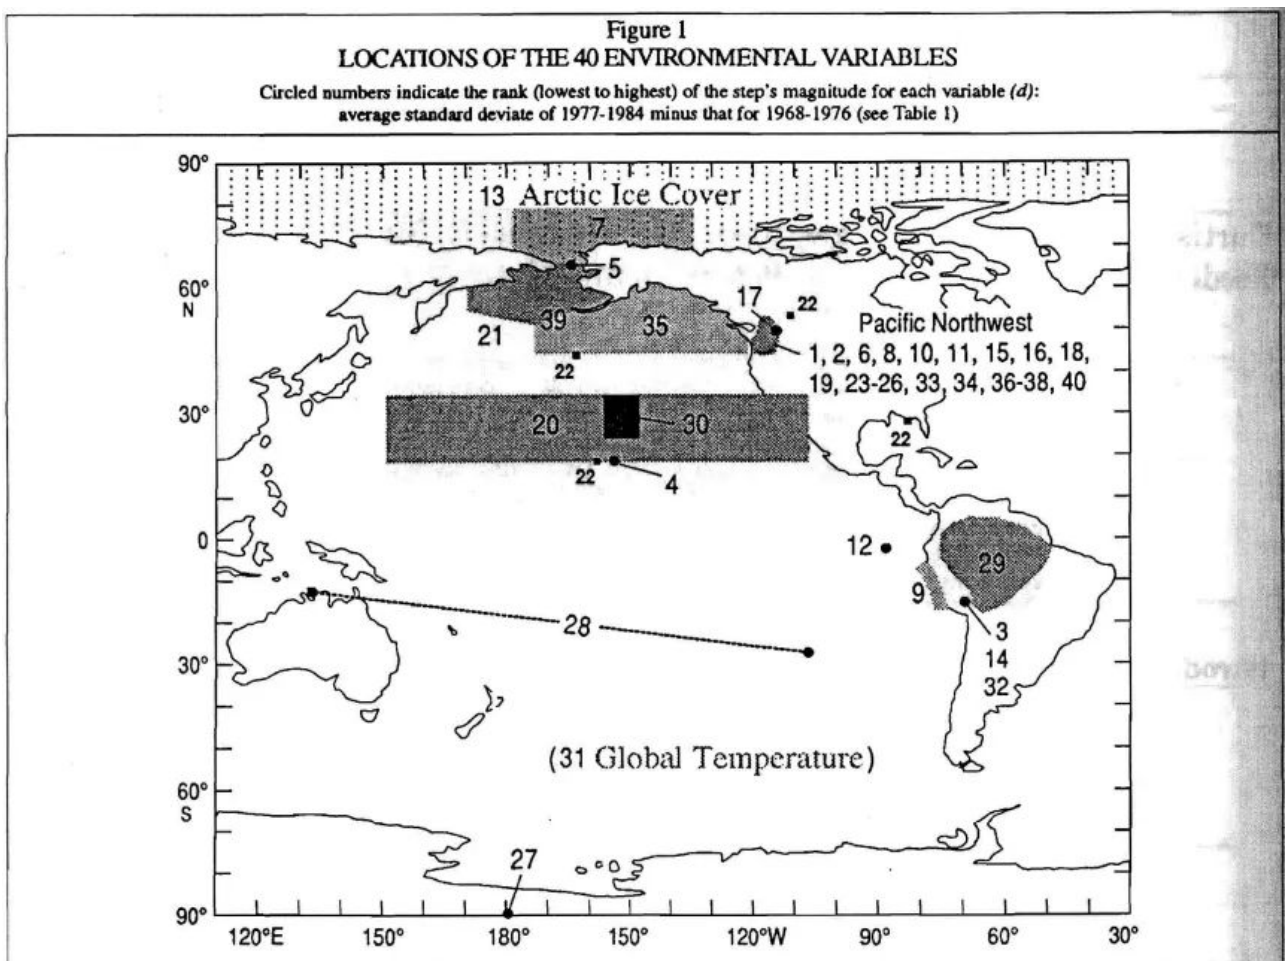 Figure 1
LOCATIONS OF THE 40 ENVIRONMENTAL VARIABLES
Circled numbers indicate the rank (lowest to highest) of the step's magnitude for each variable (d):
average standard deviate of 1977-1984 minus that for 1968-1976 (see Table 1)
90°
13 Arctic Ice Cover
7
5
60°
N
17
22
21
39
35
Pacific Northwest
1, 2, 6, 8, 10, 11, 15, 16, 18,
19, 23-26, 33, 34, 36-38, 40
22
30°
20
30
22
22
4
0
12
29
9
28
3
14
32
30°
(31 Global Temperature)
60°
S
27
90°
120°E 150° 180° 150° 120°W 90° 60° 30°